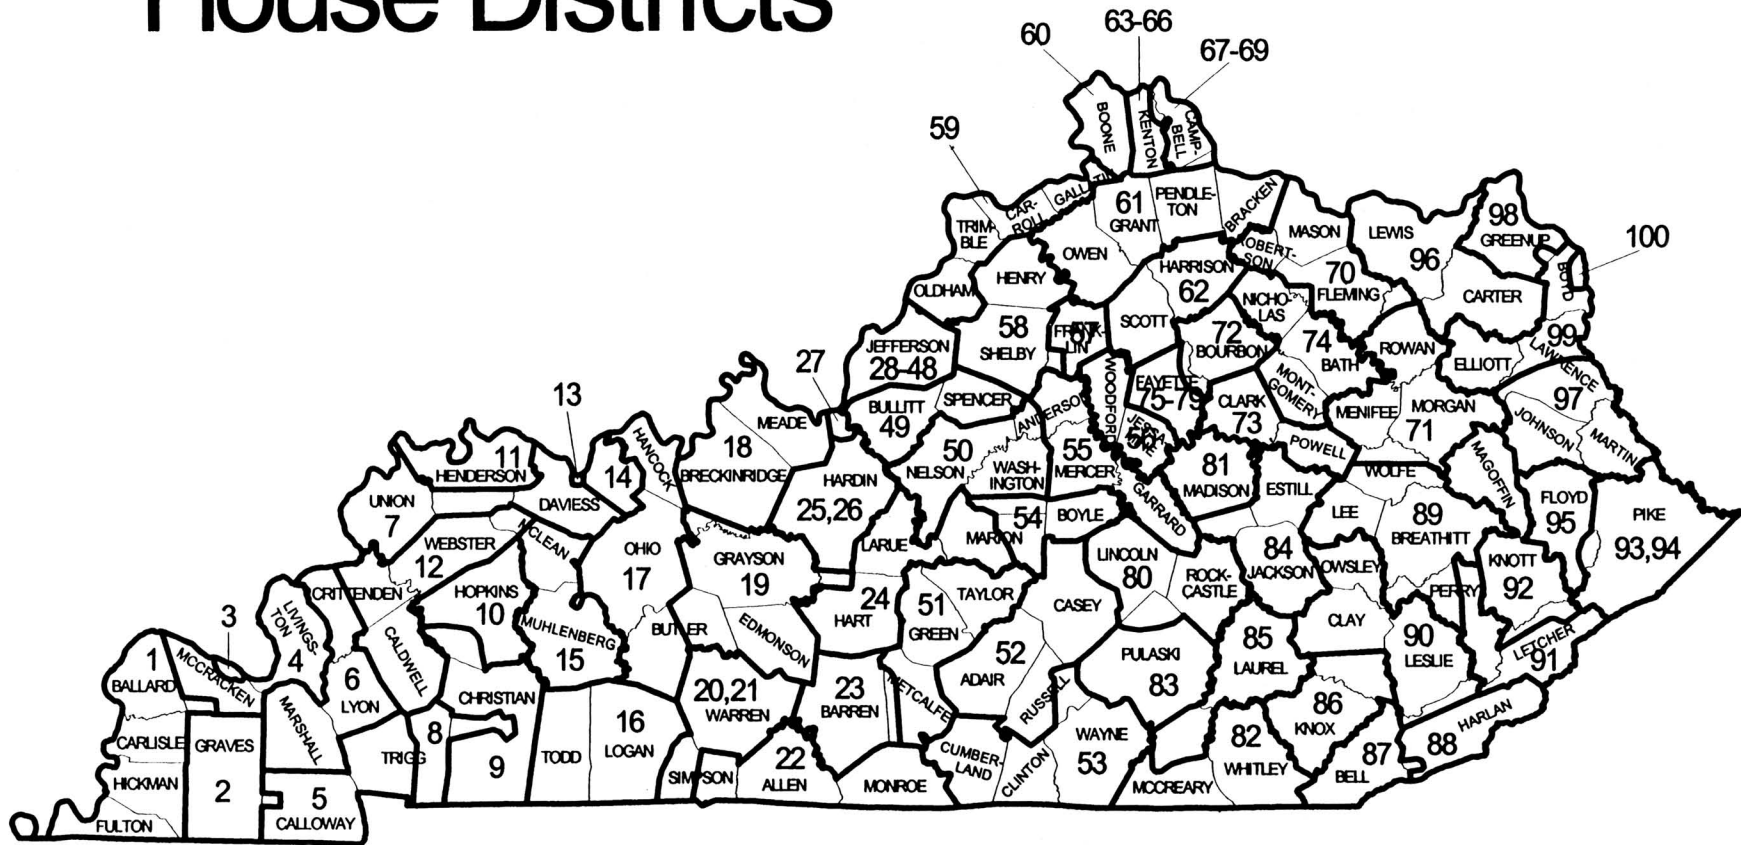 House Districts
60
63-66
67-69
59
BOONE
KENTON
CAMP-
BELL
TRIM-
BLE
CAR-
ROLL
GALL
TIN
61
GRANT
PENDLE-
TON
BRACKEN
OWEN
ROBERT-
SON
MASON
LEWIS
98
GREENUP
100
BOYD
96
CARTER
70
FLEMING
OLDHAM
HENRY
HARRISON
62
NICHO-
LAS
58
SHELBY
FRANK-
LIN
57
SCOTT
72
BOURBON
74
BATH
ROWAN
ELLIOTT
99
LAWRENCE
97
27
JEFFERSON
28-48
13
MEADE
BULLITT
49
SPENCER
ANDERSON
WOODFORD
FAYETTE
75-79
JESSA-
MINE
56
CLARK
73
MONT-
GOMERY
MENIFEE
MORGAN
71
JOHNSON
MARTIN
MAGOFFIN
11
HENDERSON
14
HANCOCK
18
BRECKINRIDGE
HARDIN
25,26
50
NELSON
WASH-
INGTON
55
MERCER
GARRARD
81
MADISON
POWELL
ESTILL
WOLFE
LEE
89
BREATHITT
FLOYD
95
PIKE
93,94
UNION
7
DAVIESS
WEBSTER
12
MCLEAN
OHIO
17
GRAYSON
19
LARUE
MARION
54
BOYLE
LINCOLN
80
ROCK-
CASTLE
84
JACKSON
OWSLEY
PERRY
KNOTT
92
CRITTENDEN
HOPKINS
10
MUHLENBERG
15
BUTLER
EDMONSON
24
HART
51
GREEN
TAYLOR
CASEY
CLAY
90
LESLIE
LETCHER
91
3
LIVINGS-
TON
4
CALDWELL
1
BALLARD
MCCRACKEN
6
LYON
CHRISTIAN
20,21
WARREN
23
BARREN
METCALFE
52
ADAIR
RUSSELL
PULASKI
83
85
LAUREL
86
KNOX
HARLAN
88
CARLISLE
GRAVES
MARSHALL
TRIGG
8
9
TODD
16
LOGAN
SIMPSON
22
ALLEN
MONROE
CUMBER-
LAND
CLINTON
WAYNE
53
MCCREARY
82
WHITLEY
87
BELL
HICKMAN
2
5
CALLOWAY
FULTON